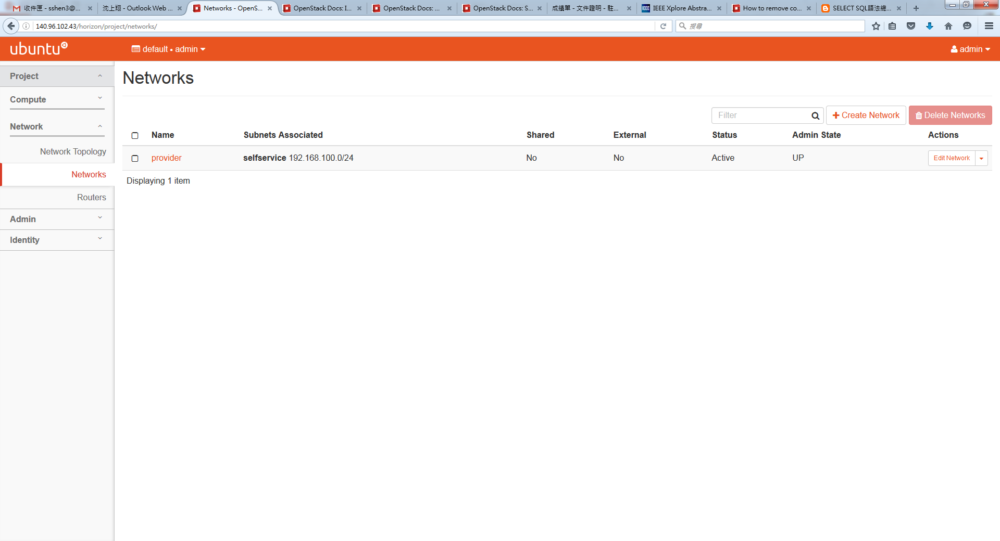 收件匣 - sshen3@...
沈上翔 - Outlook Web ...
Networks - OpenS...
OpenStack Docs: I...
OpenStack Docs: ...
OpenStack Docs: S...
成績單 - 文件證明 - 駐...
IEEE IEEE Xplore Abstra...
How to remove co...
SELECT SQL語法總...
140.96.102.43/horizon/project/networks/
搜尋
ubuntu
default • admin
admin
Project
Compute
Network
Network Topology
Networks
Routers
Admin
Identity
Networks
Filter
Create Network
Delete Networks
Name Subnets Associated Shared External Status Admin State Actions
provider selfservice 192.168.100.0/24 No No Active UP Edit Network
Displaying 1 item